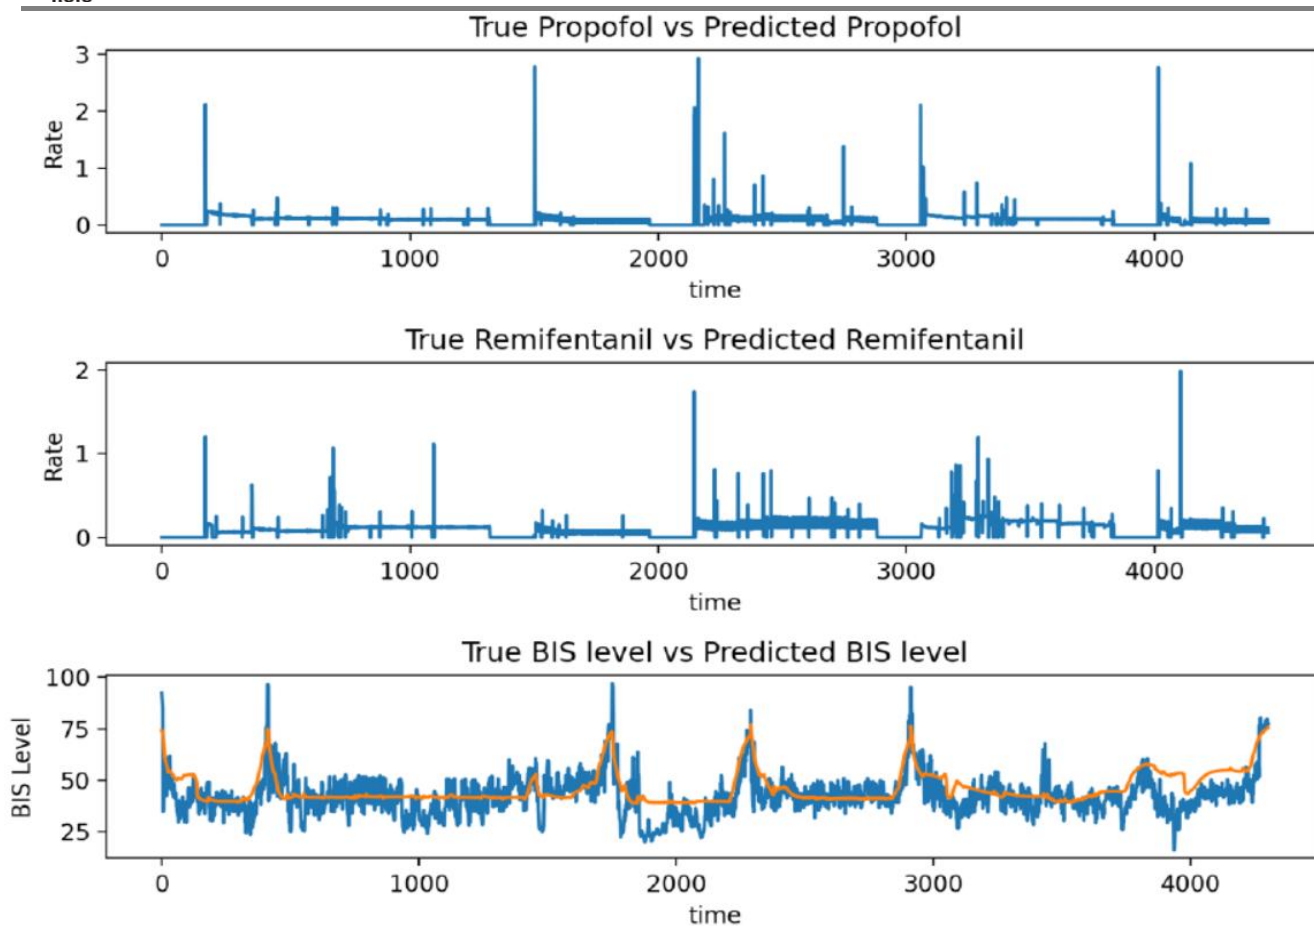 True Propofol vs Predicted Propofol
3
2
1
0
Rate
0 1000 2000 3000 4000
time
True Remifentanil vs Predicted Remifentanil
2
1
0
Rate
0 1000 2000 3000 4000
time
True BIS level vs Predicted BIS level
100
75
50
25
BIS Level
0 1000 2000 3000 4000
time